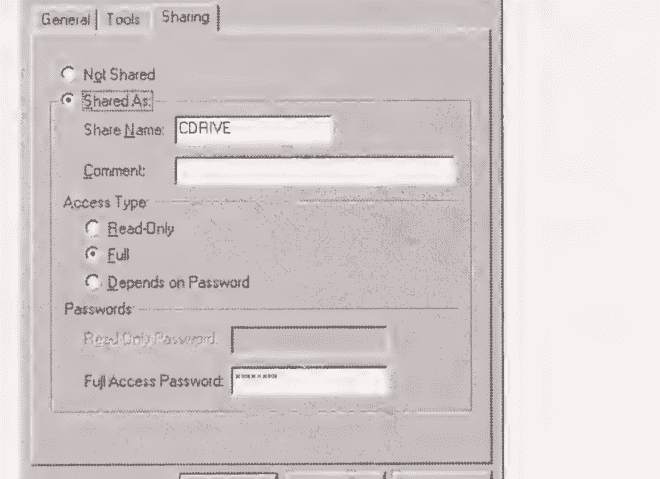 General Tools Sharing
Not Shared
Shared As:
Share Name: CDRIVE
Comment:
Access Type
Read-Only
Full
Depends on Password
Passwords
Read Only Password:
Full Access Password: ********